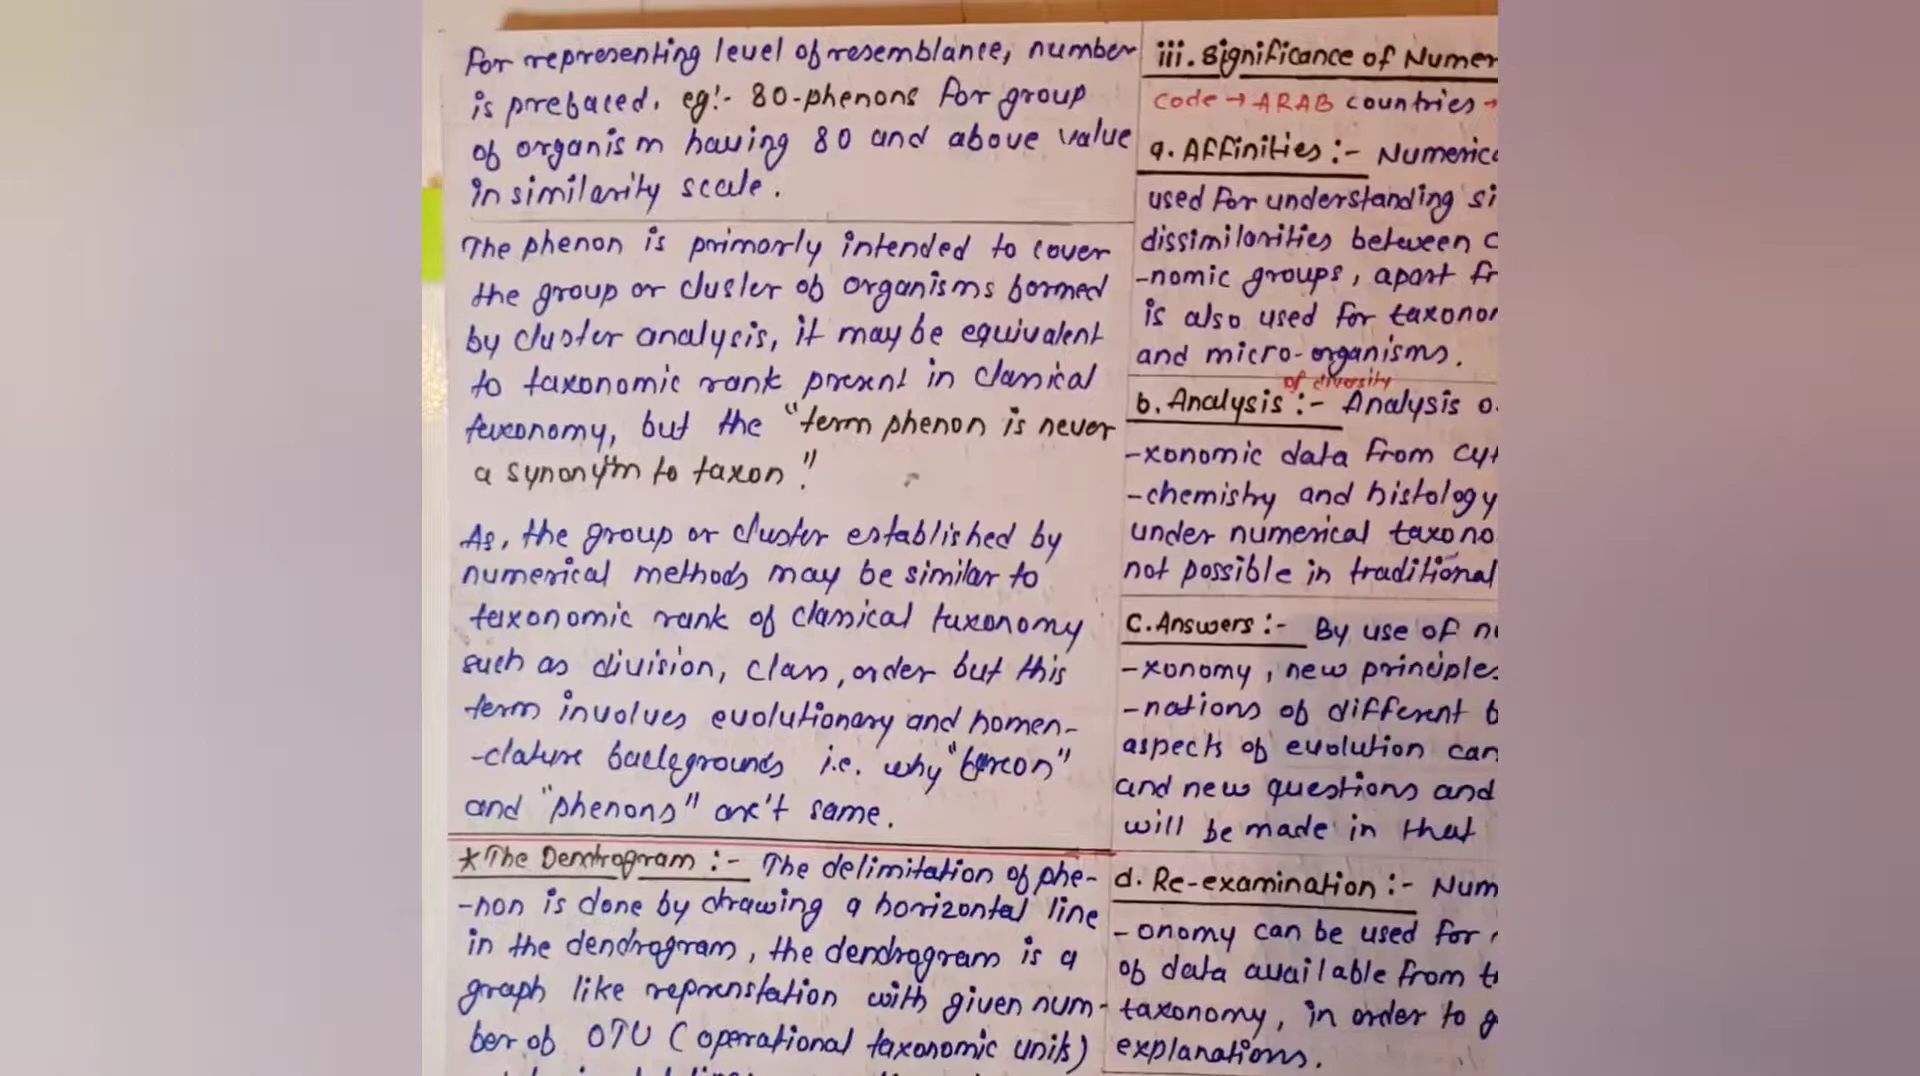 For representing level of resemblance, number
is prefaced. eg:- 80-phenons for group
of organism having 80 and above value
in similarity scale.
The phenon is primorly intended to cover
the group or cluster of organisms formed
by cluster analysis, it may be equivalent
to taxonomic rank present in classical
taxonomy, but the "term phenon is never
a synonym to taxon"
As, the group or cluster established by
numerical methods may be similar to
taxonomic rank of classical taxonomy
such as division, class, order but this
term involves evolutionary and nomen-
-clature backgrounds i.e. why "taxon"
and "phenons" are't same.
*The Dendrogram :- The delimitation of phe-
-non is done by drawing a horizontal line
in the dendrogram, the dendrogram is a
graph like reprenstation with given num-
ber of OTU (operational taxonomic units)
iii. Significance of Numer
Code → ARAB countries →
a. Affinities :- Numeric
used for understanding si
dissimilarities between
-nomic groups, apart fr
is also used for taxono
and micro-organisms.
of diversity
b. Analysis :- Analysis o
-xonomic data from cyt
-chemistry and histology
under numerical taxono
not possible in traditional
c. Answers :- By use of n
-xonomy, new principle
-nations of different b
aspects of evolution can
and new questions and
will be made in that
d. Re-examination :- Num
-onomy can be used for
of data available from t
taxonomy, in order to g
explanations.